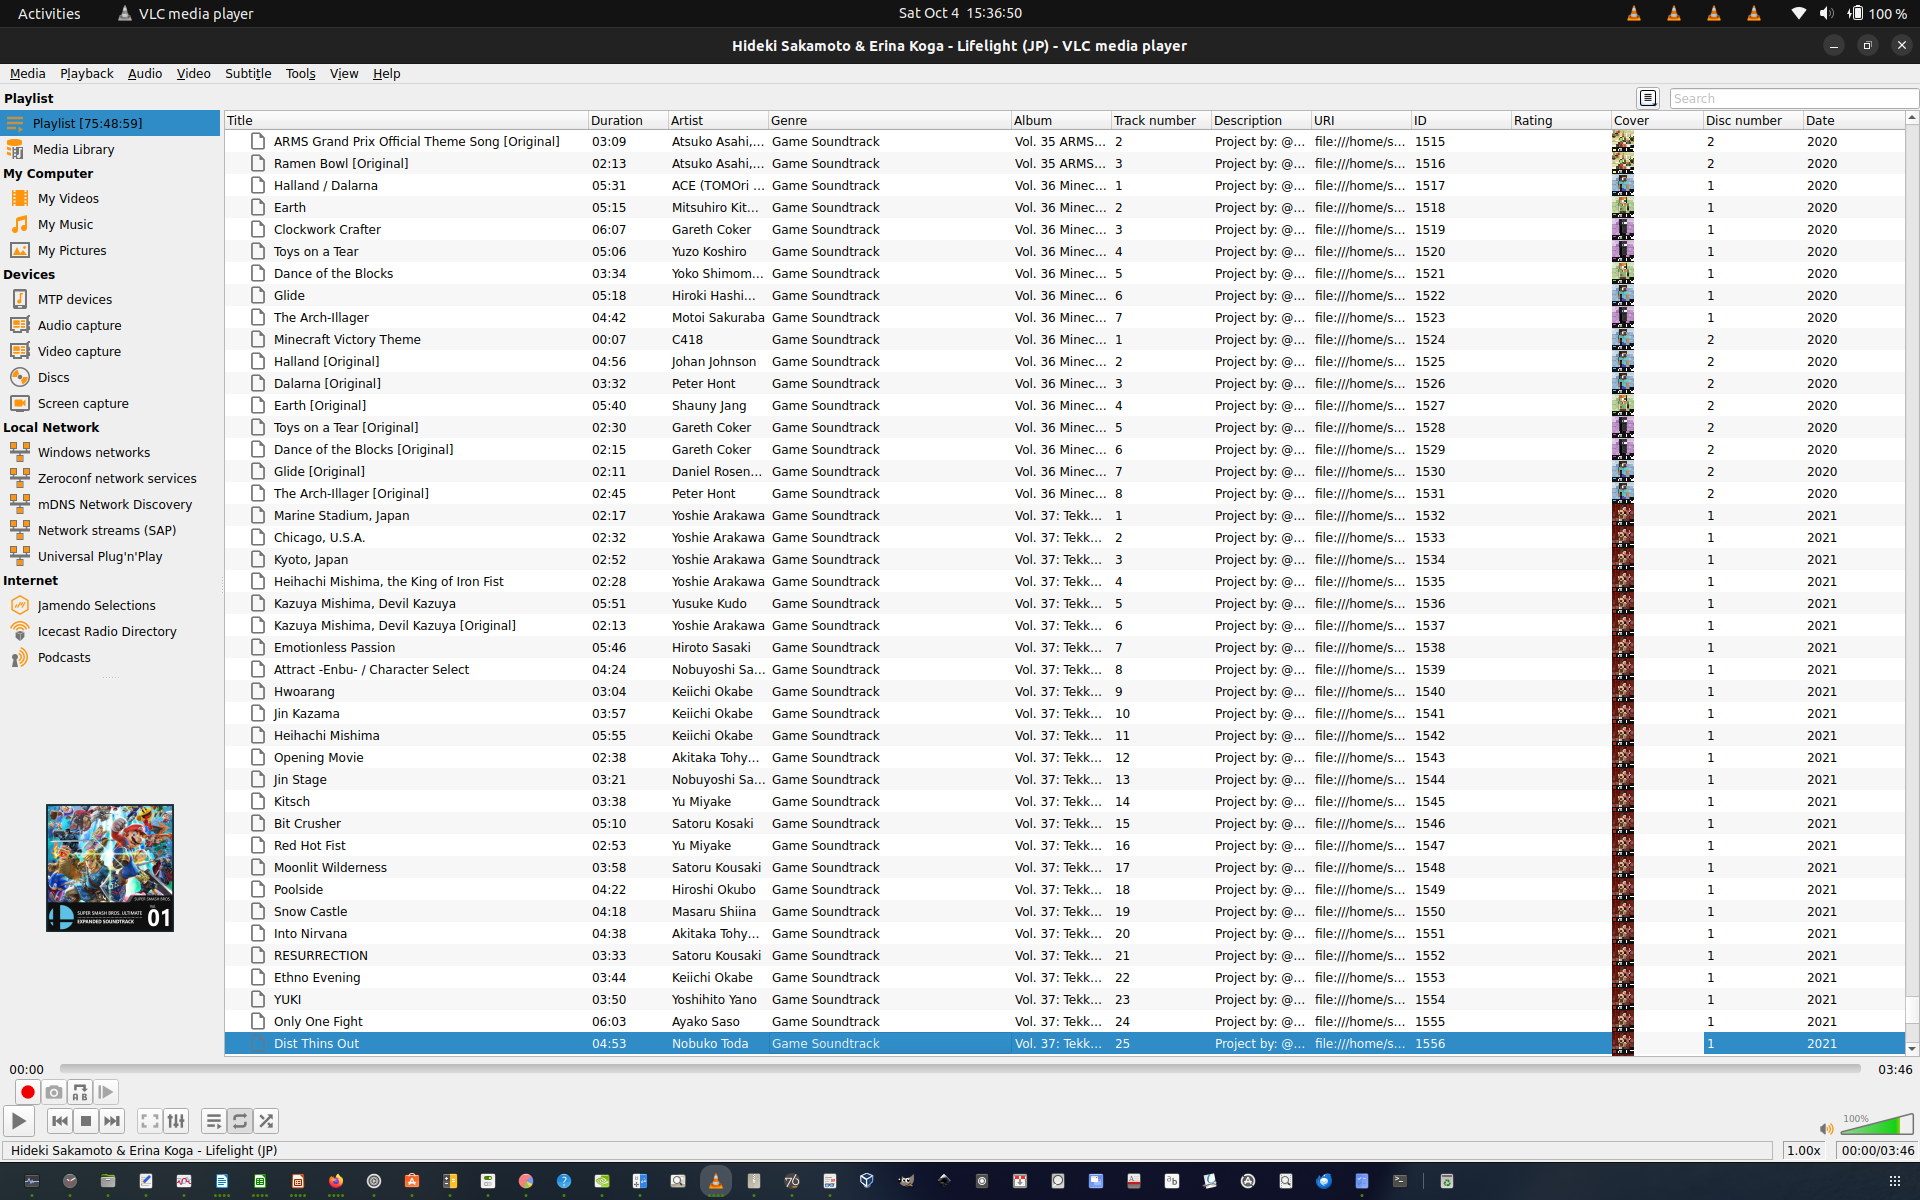 Activities VLC media player Sat Oct 4 15:36:50 100 %
Hideki Sakamoto & Erina Koga - Lifelight (JP) - VLC media player
Media Playback Audio Video Subtitle Tools View Help
Playlist
Search
Playlist [75:48:59]
Media Library
My Computer
My Videos
My Music
My Pictures
Devices
MTP devices
Audio capture
Video capture
Discs
Screen capture
Local Network
Windows networks
Zeroconf network services
mDNS Network Discovery
Network streams (SAP)
Universal Plug'n'Play
Internet
Jamendo Selections
Icecast Radio Directory
Podcasts
SUPER SMASH BROS. ULTIMATE
EXPANDED SOUNDTRACK
01
Title Duration Artist Genre Album Track number Description URI ID Rating Cover Disc number Date
ARMS Grand Prix Official Theme Song [Original] 03:09 Atsuko Asahi,... Game Soundtrack Vol. 35 ARMS... 2 Project by: @... file:///home/s... 1515 2 2020
Ramen Bowl [Original] 02:13 Atsuko Asahi,... Game Soundtrack Vol. 35 ARMS... 3 Project by: @... file:///home/s... 1516 2 2020
Halland / Dalarna 05:31 ACE (TOMOri ... Game Soundtrack Vol. 36 Minec... 1 Project by: @... file:///home/s... 1517 1 2020
Earth 05:15 Mitsuhiro Kit... Game Soundtrack Vol. 36 Minec... 2 Project by: @... file:///home/s... 1518 1 2020
Clockwork Crafter 06:07 Gareth Coker Game Soundtrack Vol. 36 Minec... 3 Project by: @... file:///home/s... 1519 1 2020
Toys on a Tear 05:06 Yuzo Koshiro Game Soundtrack Vol. 36 Minec... 4 Project by: @... file:///home/s... 1520 1 2020
Dance of the Blocks 03:34 Yoko Shimom... Game Soundtrack Vol. 36 Minec... 5 Project by: @... file:///home/s... 1521 1 2020
Glide 05:18 Hiroki Hashi... Game Soundtrack Vol. 36 Minec... 6 Project by: @... file:///home/s... 1522 1 2020
The Arch-Illager 04:42 Motoi Sakuraba Game Soundtrack Vol. 36 Minec... 7 Project by: @... file:///home/s... 1523 1 2020
Minecraft Victory Theme 00:07 C418 Game Soundtrack Vol. 36 Minec... 1 Project by: @... file:///home/s... 1524 2 2020
Halland [Original] 04:56 Johan Johnson Game Soundtrack Vol. 36 Minec... 2 Project by: @... file:///home/s... 1525 2 2020
Dalarna [Original] 03:32 Peter Hont Game Soundtrack Vol. 36 Minec... 3 Project by: @... file:///home/s... 1526 2 2020
Earth [Original] 05:40 Shauny Jang Game Soundtrack Vol. 36 Minec... 4 Project by: @... file:///home/s... 1527 2 2020
Toys on a Tear [Original] 02:30 Gareth Coker Game Soundtrack Vol. 36 Minec... 5 Project by: @... file:///home/s... 1528 2 2020
Dance of the Blocks [Original] 02:15 Gareth Coker Game Soundtrack Vol. 36 Minec... 6 Project by: @... file:///home/s... 1529 2 2020
Glide [Original] 02:11 Daniel Rosen... Game Soundtrack Vol. 36 Minec... 7 Project by: @... file:///home/s... 1530 2 2020
The Arch-Illager [Original] 02:45 Peter Hont Game Soundtrack Vol. 36 Minec... 8 Project by: @... file:///home/s... 1531 2 2020
Marine Stadium, Japan 02:17 Yoshie Arakawa Game Soundtrack Vol. 37: Tekk... 1 Project by: @... file:///home/s... 1532 1 2021
Chicago, U.S.A. 02:32 Yoshie Arakawa Game Soundtrack Vol. 37: Tekk... 2 Project by: @... file:///home/s... 1533 1 2021
Kyoto, Japan 02:52 Yoshie Arakawa Game Soundtrack Vol. 37: Tekk... 3 Project by: @... file:///home/s... 1534 1 2021
Heihachi Mishima, the King of Iron Fist 02:28 Yoshie Arakawa Game Soundtrack Vol. 37: Tekk... 4 Project by: @... file:///home/s... 1535 1 2021
Kazuya Mishima, Devil Kazuya 05:51 Yusuke Kudo Game Soundtrack Vol. 37: Tekk... 5 Project by: @... file:///home/s... 1536 1 2021
Kazuya Mishima, Devil Kazuya [Original] 02:13 Yoshie Arakawa Game Soundtrack Vol. 37: Tekk... 6 Project by: @... file:///home/s... 1537 1 2021
Emotionless Passion 05:46 Hiroto Sasaki Game Soundtrack Vol. 37: Tekk... 7 Project by: @... file:///home/s... 1538 1 2021
Attract -Enbu- / Character Select 04:24 Nobuyoshi Sa... Game Soundtrack Vol. 37: Tekk... 8 Project by: @... file:///home/s... 1539 1 2021
Hwoarang 03:04 Keiichi Okabe Game Soundtrack Vol. 37: Tekk... 9 Project by: @... file:///home/s... 1540 1 2021
Jin Kazama 03:57 Keiichi Okabe Game Soundtrack Vol. 37: Tekk... 10 Project by: @... file:///home/s... 1541 1 2021
Heihachi Mishima 05:55 Keiichi Okabe Game Soundtrack Vol. 37: Tekk... 11 Project by: @... file:///home/s... 1542 1 2021
Opening Movie 02:38 Akitaka Tohy... Game Soundtrack Vol. 37: Tekk... 12 Project by: @... file:///home/s... 1543 1 2021
Jin Stage 03:21 Nobuyoshi Sa... Game Soundtrack Vol. 37: Tekk... 13 Project by: @... file:///home/s... 1544 1 2021
Kitsch 03:38 Yu Miyake Game Soundtrack Vol. 37: Tekk... 14 Project by: @... file:///home/s... 1545 1 2021
Bit Crusher 05:10 Satoru Kosaki Game Soundtrack Vol. 37: Tekk... 15 Project by: @... file:///home/s... 1546 1 2021
Red Hot Fist 02:53 Yu Miyake Game Soundtrack Vol. 37: Tekk... 16 Project by: @... file:///home/s... 1547 1 2021
Moonlit Wilderness 03:58 Satoru Kousaki Game Soundtrack Vol. 37: Tekk... 17 Project by: @... file:///home/s... 1548 1 2021
Poolside 04:22 Hiroshi Okubo Game Soundtrack Vol. 37: Tekk... 18 Project by: @... file:///home/s... 1549 1 2021
Snow Castle 04:18 Masaru Shiina Game Soundtrack Vol. 37: Tekk... 19 Project by: @... file:///home/s... 1550 1 2021
Into Nirvana 04:38 Akitaka Tohy... Game Soundtrack Vol. 37: Tekk... 20 Project by: @... file:///home/s... 1551 1 2021
RESURRECTION 03:33 Satoru Kousaki Game Soundtrack Vol. 37: Tekk... 21 Project by: @... file:///home/s... 1552 1 2021
Ethno Evening 03:44 Keiichi Okabe Game Soundtrack Vol. 37: Tekk... 22 Project by: @... file:///home/s... 1553 1 2021
YUKI 03:50 Yoshihito Yano Game Soundtrack Vol. 37: Tekk... 23 Project by: @... file:///home/s... 1554 1 2021
Only One Fight 06:03 Ayako Saso Game Soundtrack Vol. 37: Tekk... 24 Project by: @... file:///home/s... 1555 1 2021
Dist Thins Out 04:53 Nobuko Toda Game Soundtrack Vol. 37: Tekk... 25 Project by: @... file:///home/s... 1556 1 2021
00:00 03:46
100%
Hideki Sakamoto & Erina Koga - Lifelight (JP) 1.00x 00:00/03:46